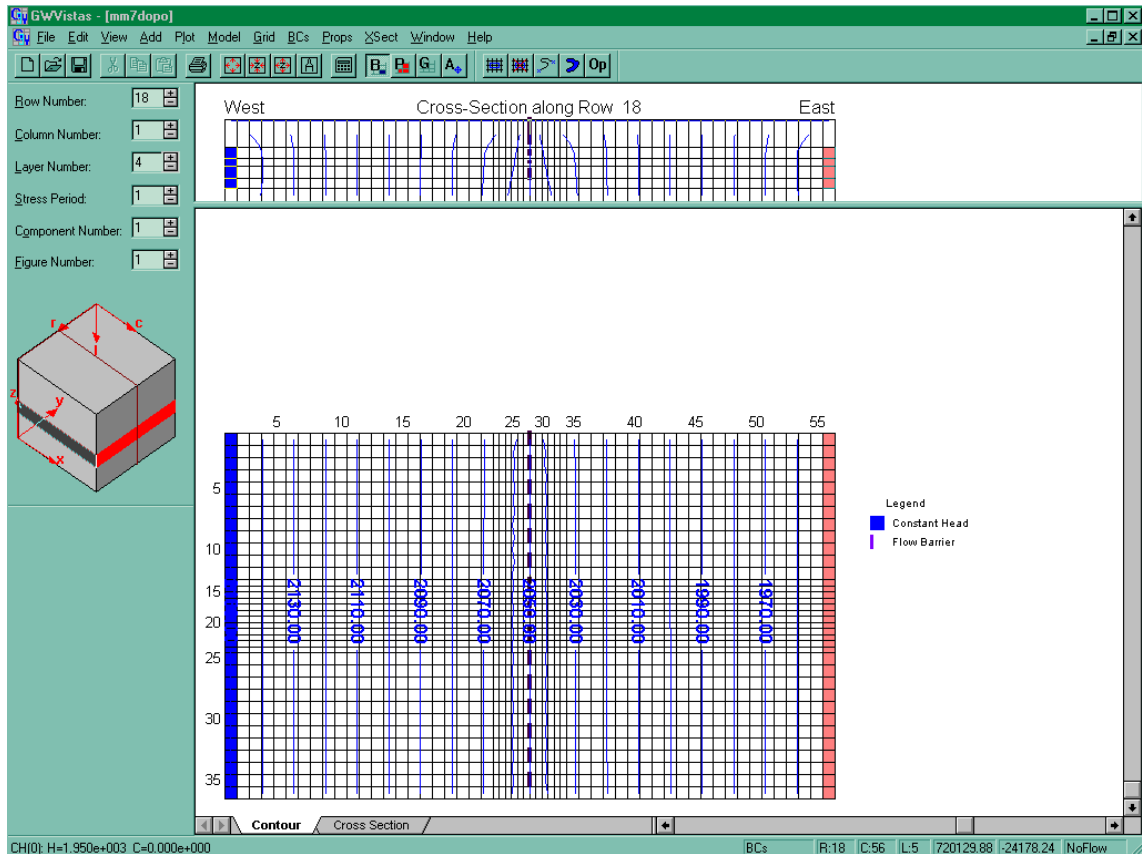 GWVistas - [mm7dopo]
File Edit View Add Plot Model Grid BCs Props XSect Window Help
B P G A Op
Row Number: 18
Column Number: 1
Layer Number: 4
Stress Period: 1
Component Number: 1
Figure Number: 1
r c
z y
x
West Cross-Section along Row 18 East
5 10 15 20 25 30 35 40 45 50 55
5
10
15
20
25
30
35
2130.00 2110.00 2090.00 2070.00 2050.00 2030.00 2010.00 1990.00 1970.00
Legend
Constant Head
Flow Barrier
Contour Cross Section
CH(0): H=1.950e+003 C=0.000e+000 BCs R:18 C:56 L:5 720129.88 -24178.24 NoFlow